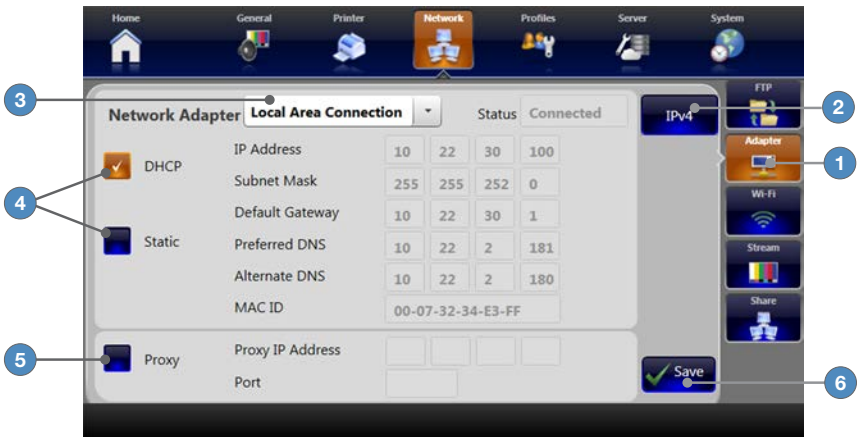 Home General Printer Network Profiles Server System
3
Network Adapter Local Area Connection Status Connected
IPv4
FTP
2
DHCP
IP Address 10 22 30 100
Adapter
1
Subnet Mask 255 255 252 0
4
Default Gateway 10 22 30 1
Wi-Fi
Static
Preferred DNS 10 22 2 181
Stream
Alternate DNS 10 22 2 180
MAC ID 00-07-32-34-E3-FF
Share
5
Proxy
Proxy IP Address
Port
Save
6